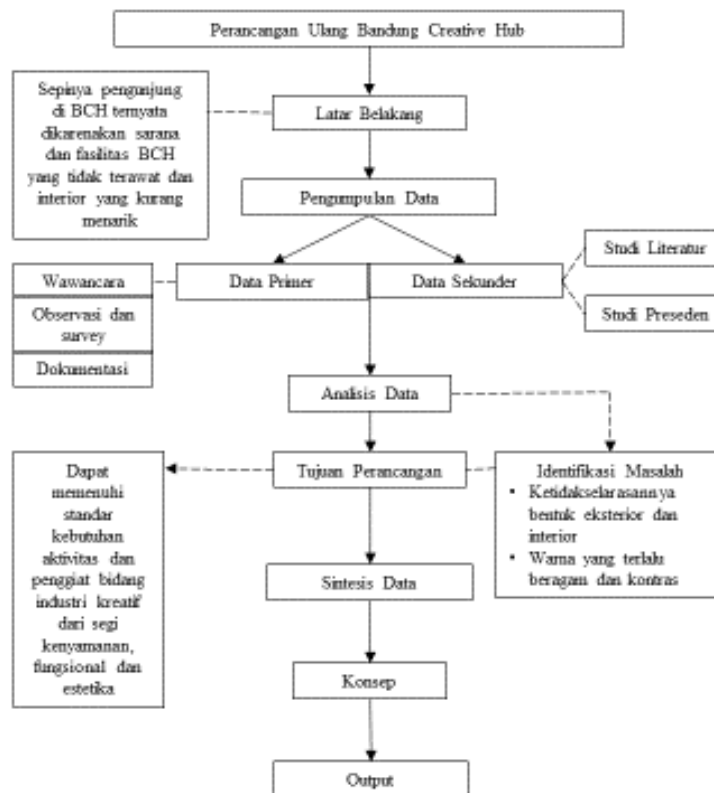 Perancangan Ulang Bandung Creative Hub
Sepinya pengunjung
di BCH ternyata
dikarenakan sarana
dan fasilitas BCH
yang tidak terawat dan
interior yang kurang
menarik
Latar Belakang
Pengumpulan Data
Wawancara
Observasi dan
survey
Dokumentasi
Data Primer
Data Sekunder
Studi Literatur
Studi Preseden
Analisis Data
Dapat
memenuhi
standar
kebutuhan
aktivitas dan
penggiat bidang
industri kreatif
dari segi
kenyamanan,
fungsional dan
estetika
Tujuan Perancangan
Identifikasi Masalah
• Ketidakselarasannya
bentuk eksterior dan
interior
• Warna yang terlalu
beragam dan kontras
Sintesis Data
Konsep
Output